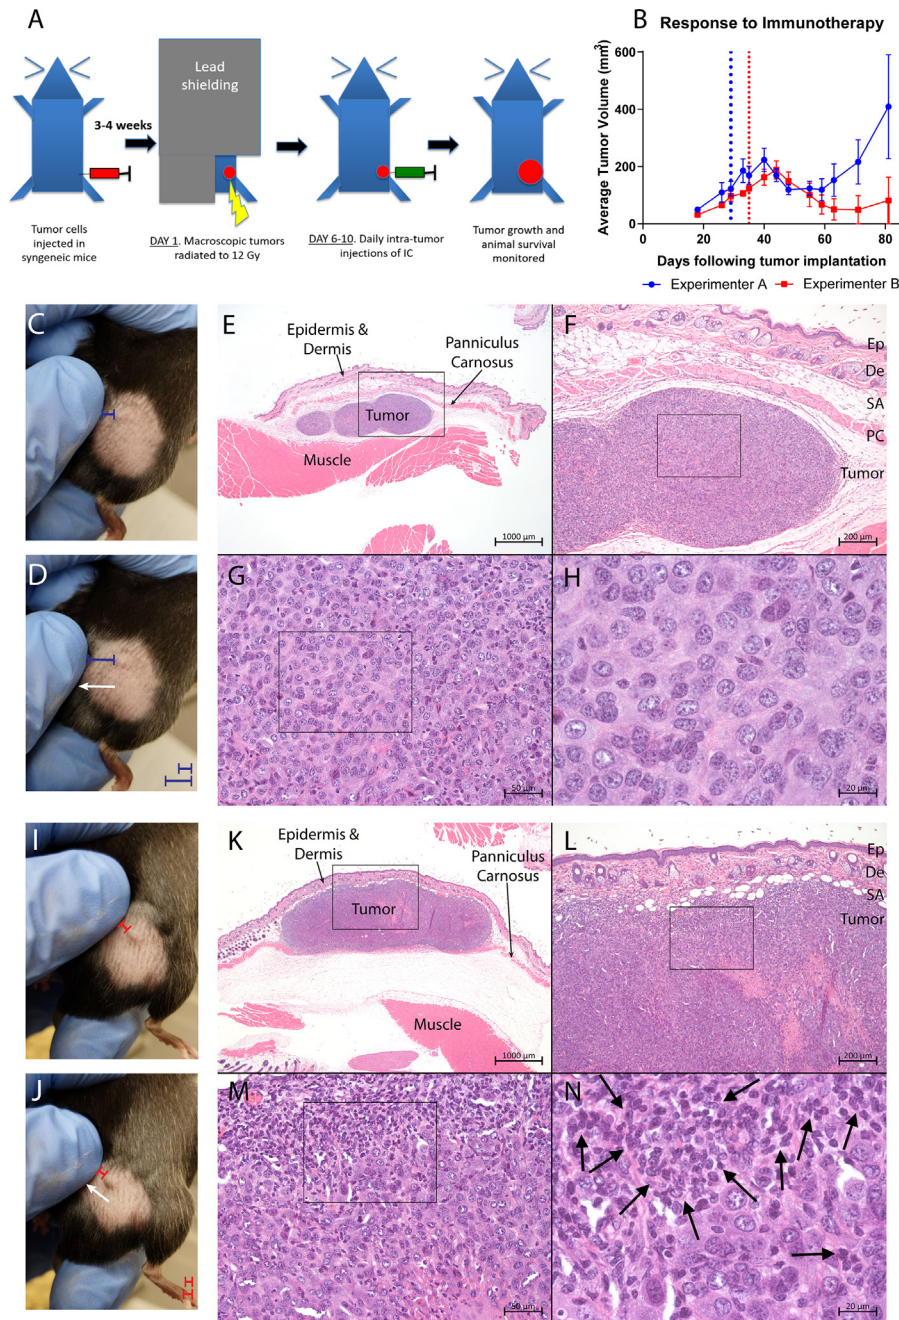 A
Lead
shielding
3-4 weeks
Tumor cells
injected in
syngeneic mice
DAY 1. Macroscopic tumors
radiated to 12 Gy
DAY 6-10. Daily intra-tumor
injections of IC
Tumor growth and
animal survival
monitored
B
Response to Immunotherapy
Average Tumor Volume (mm³)
600
400
200
0
0
20
40
60
80
Days following tumor implantation
Experimenter A
Experimenter B
C
D
E
Epidermis &
Dermis
Panniculus
Carnosus
Tumor
Muscle
1000 µm
F
Ep
De
SA
PC
Tumor
200 µm
G
50 µm
H
20 µm
I
J
K
Epidermis &
Dermis
Panniculus
Carnosus
Tumor
Muscle
1000 µm
L
Ep
De
SA
Tumor
200 µm
M
50 µm
N
20 µm